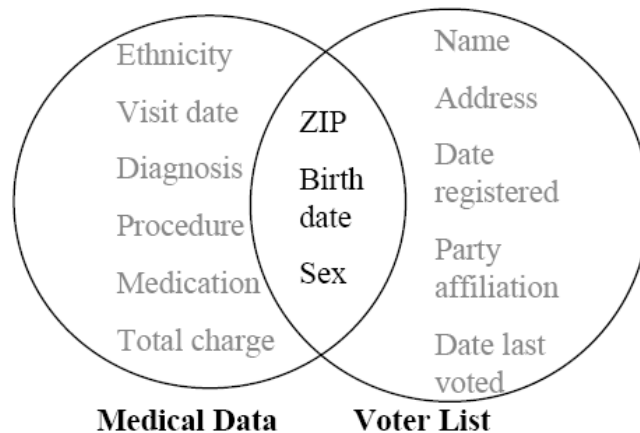 Ethnicity
Visit date
Diagnosis
Procedure
Medication
Total charge
ZIP
Birth
date
Sex
Name
Address
Date
registered
Party
affiliation
Date last
voted
Medical Data
Voter List